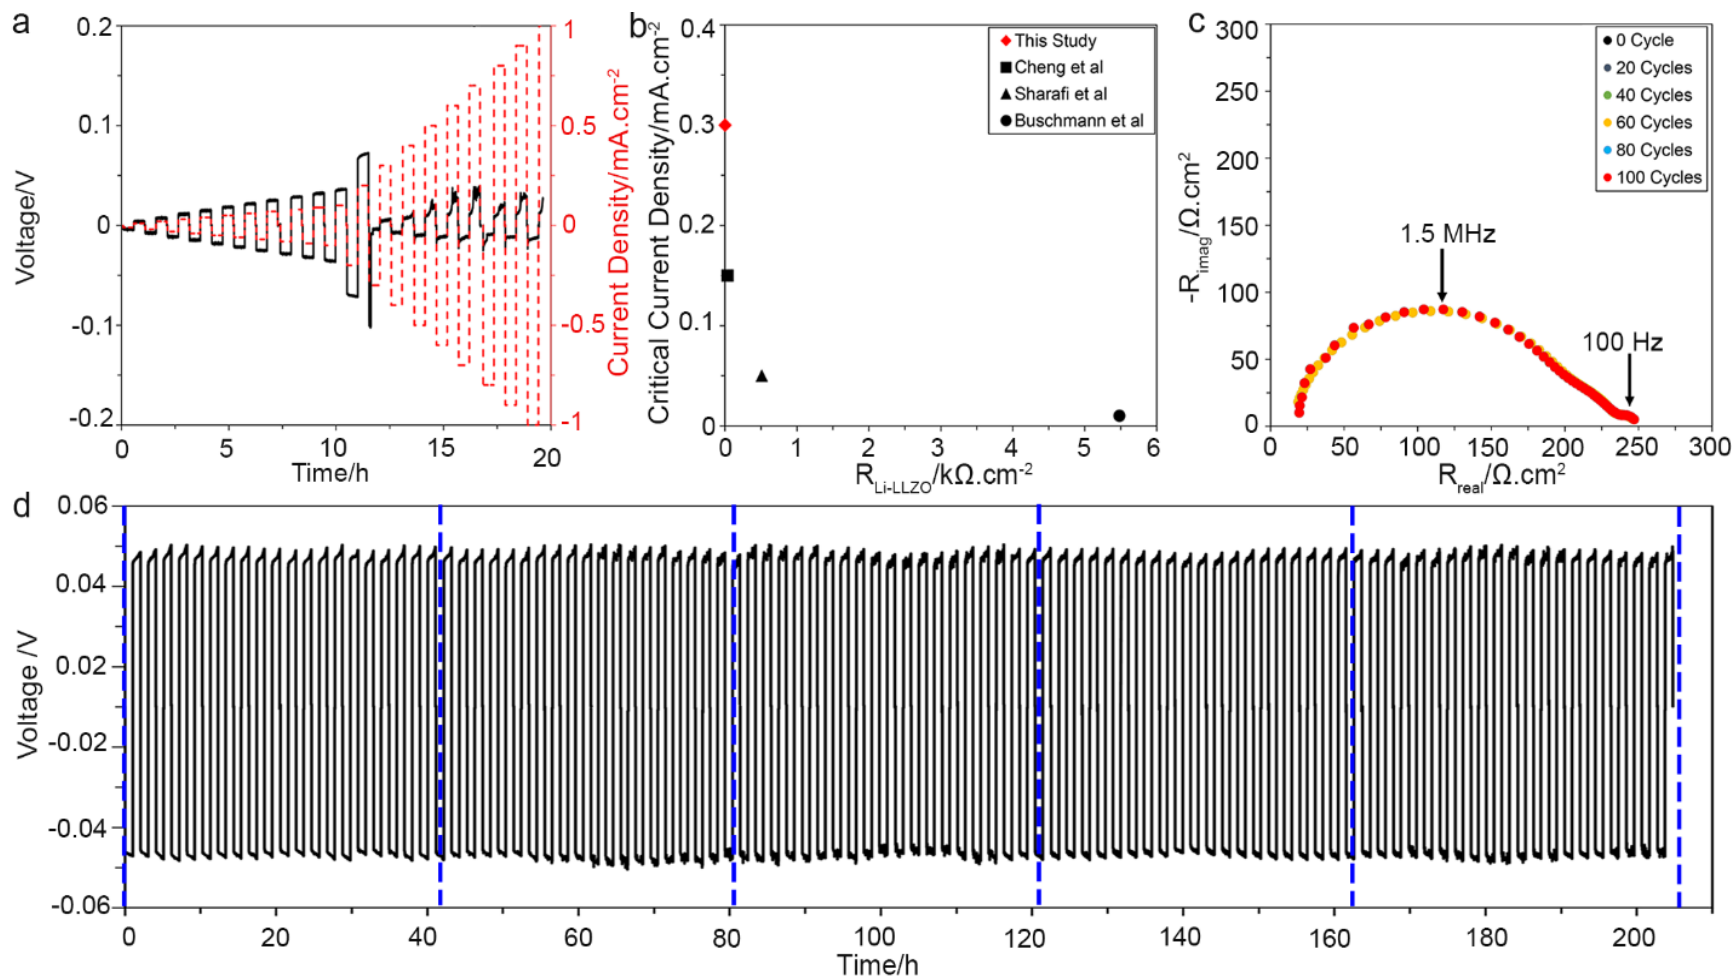 a
0.2
0.1
0
-0.1
-0.2
Voltage/V
0
5
10
15
20
Time/h
1
0.5
0
-0.5
-1
Current Density/mA.cm-2
b
0.4
0.3
0.2
0.1
0
Critical Current Density/mA.cm-2
This Study
Cheng et al
Sharafi et al
Buschmann et al
0
1
2
3
4
5
6
RLi-LLZO/kΩ.cm-2
c
300
250
200
150
100
50
0
-Rimag/Ω.cm2
0 Cycle
20 Cycles
40 Cycles
60 Cycles
80 Cycles
100 Cycles
1.5 MHz
100 Hz
0
50
100
150
200
250
300
Rreal/Ω.cm2
d
0.06
0.04
0.02
-0.02
-0.04
-0.06
Voltage /V
0
20
40
60
80
100
120
140
160
180
200
Time/h